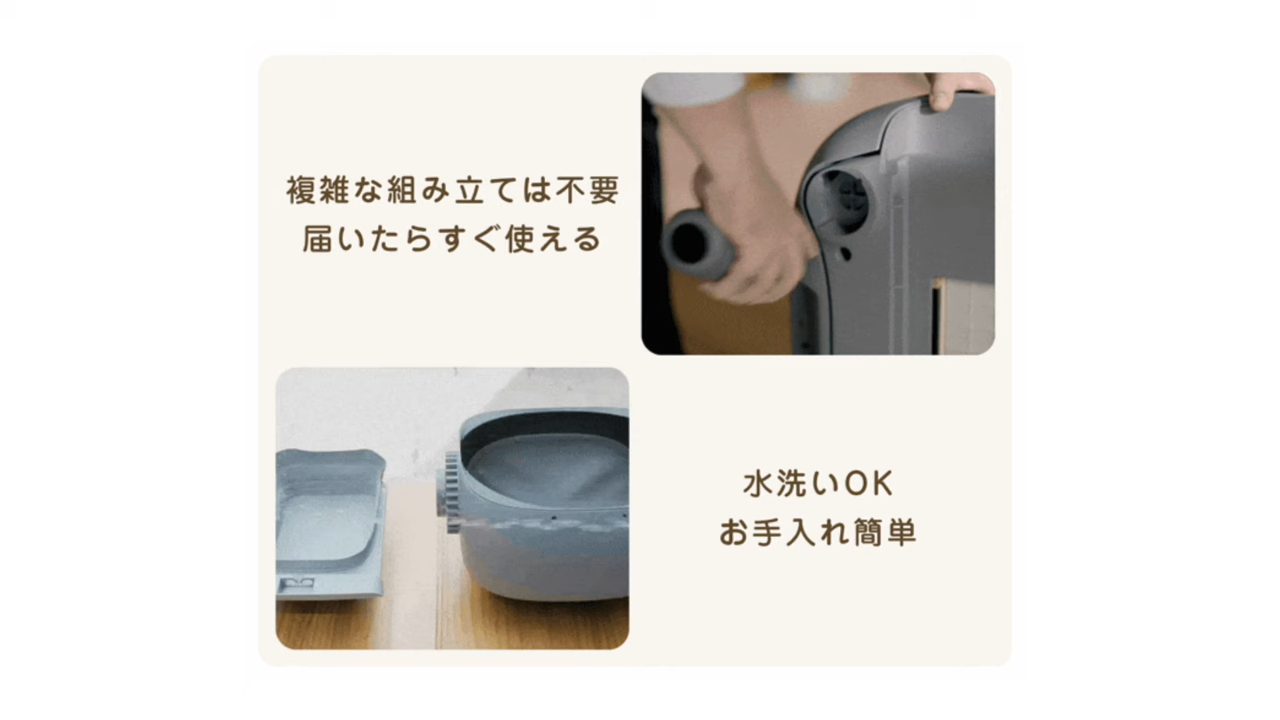 複雑な組み立ては不要
届いたらすぐ使える
水洗いOK
お手入れ簡単